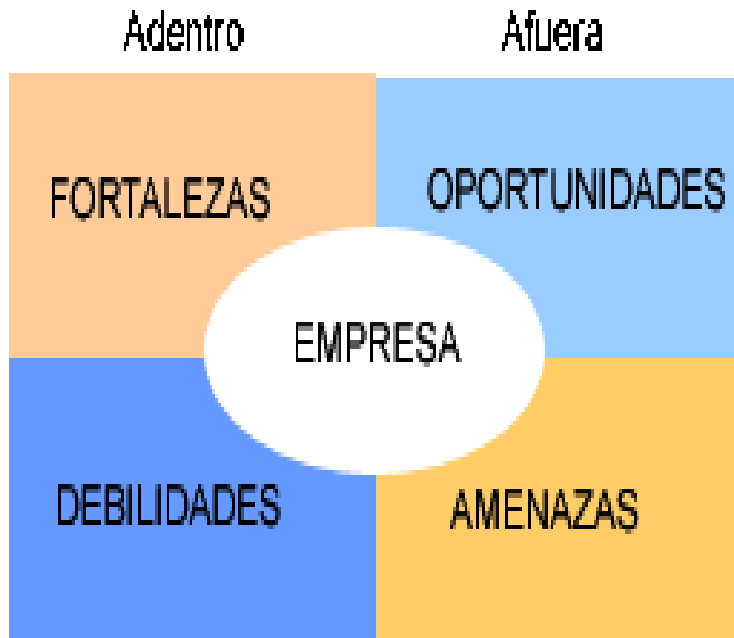 Adentro Afuera
FORTALEZAS OPORTUNIDADES
EMPRESA
DEBILIDADES AMENAZAS